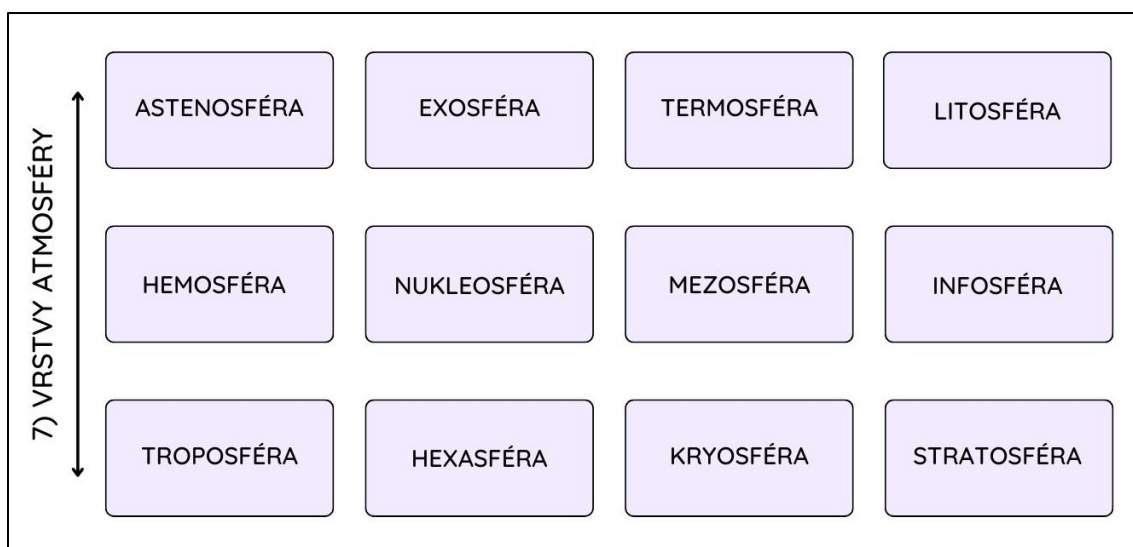 7) VRSTVY ATMOSFÉRY
ASTENOSFÉRA
EXOSFÉRA
TERMOSFÉRA
LITOSFÉRA
HEMOSFÉRA
NUKLEOSFÉRA
MEZOSFÉRA
INFOSFÉRA
TROPOSFÉRA
HEXASFÉRA
KRYOSFÉRA
STRATOSFÉRA